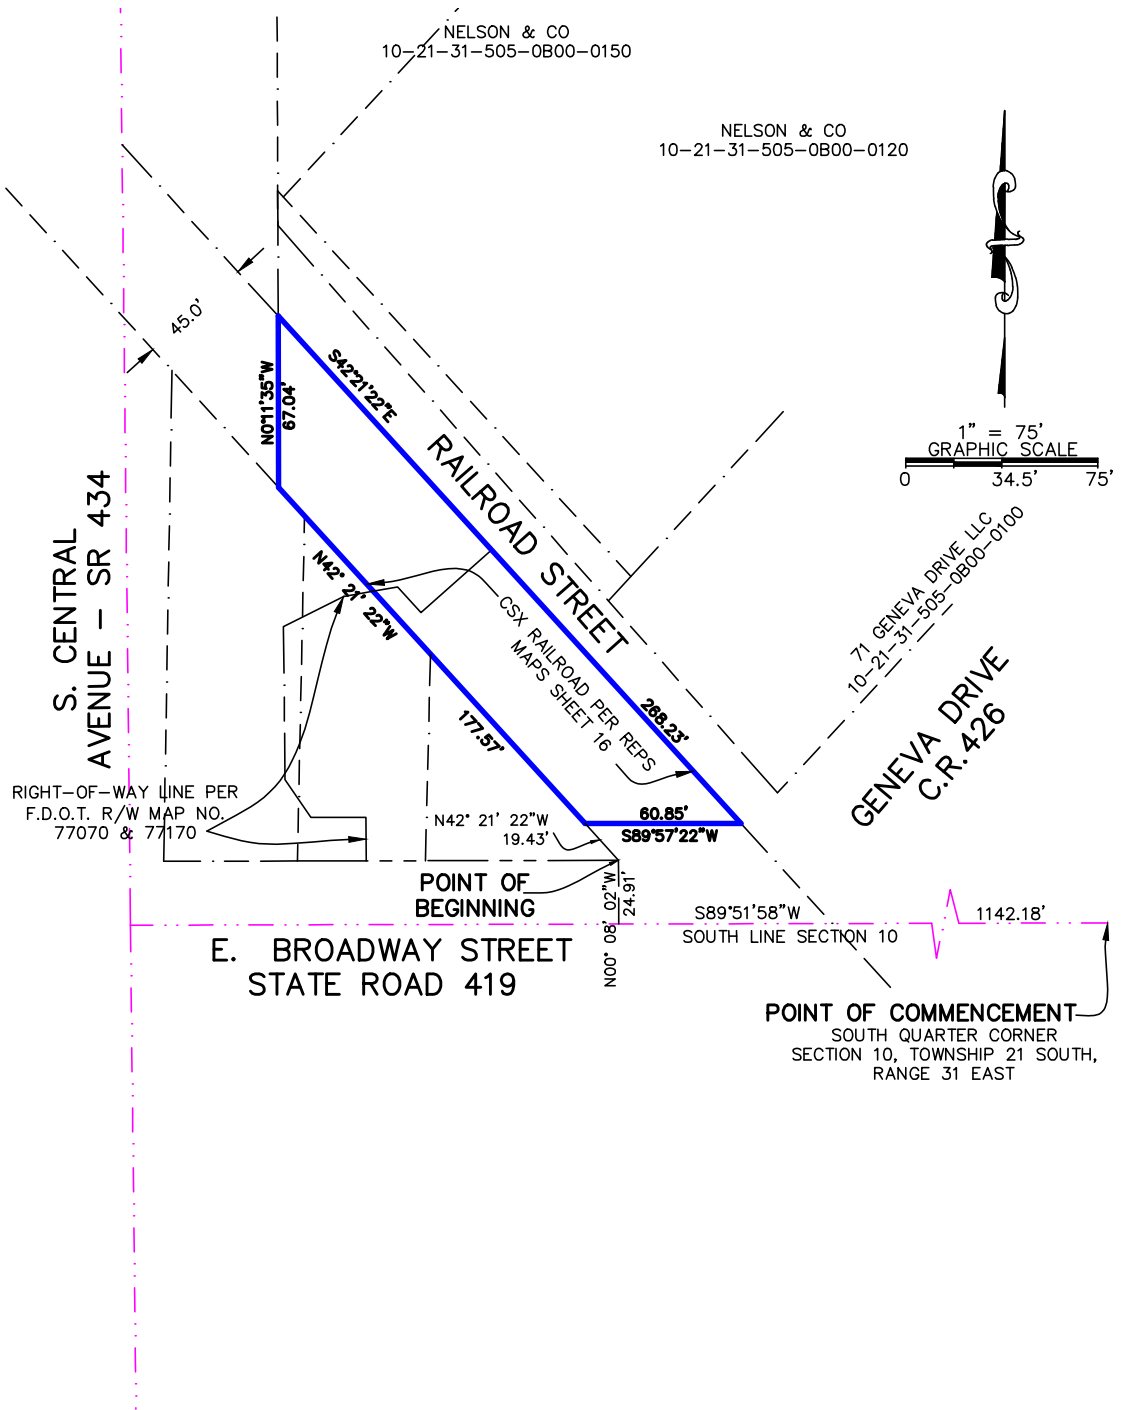 NELSON & CO
10-21-31-505-0B00-0150
NELSON & CO
10-21-31-505-0B00-0120
45.0'
N0°11'35"W
67.04'
S42°21'22"E
RAILROAD STREET
1" = 75'
GRAPHIC SCALE
0 34.5' 75'
S. CENTRAL
AVENUE - SR 434
N42° 21' 22"W
177.57'
CSX RAILROAD PER REPS
MAPS SHEET 16
268.23'
71 GENEVA DRIVE LLC
10-21-31-505-0B00-0100
GENEVA DRIVE
C.R. 426
RIGHT-OF-WAY LINE PER
F.D.O.T. R/W MAP NO.
77070 & 77170
N42° 21' 22"W
19.43'
60.85'
S89°57'22"W
POINT OF
BEGINNING
N00° 08' 02"W
24.91'
S89°51'58"W
1142.18'
SOUTH LINE SECTION 10
E. BROADWAY STREET
STATE ROAD 419
POINT OF COMMENCEMENT
SOUTH QUARTER CORNER
SECTION 10, TOWNSHIP 21 SOUTH,
RANGE 31 EAST